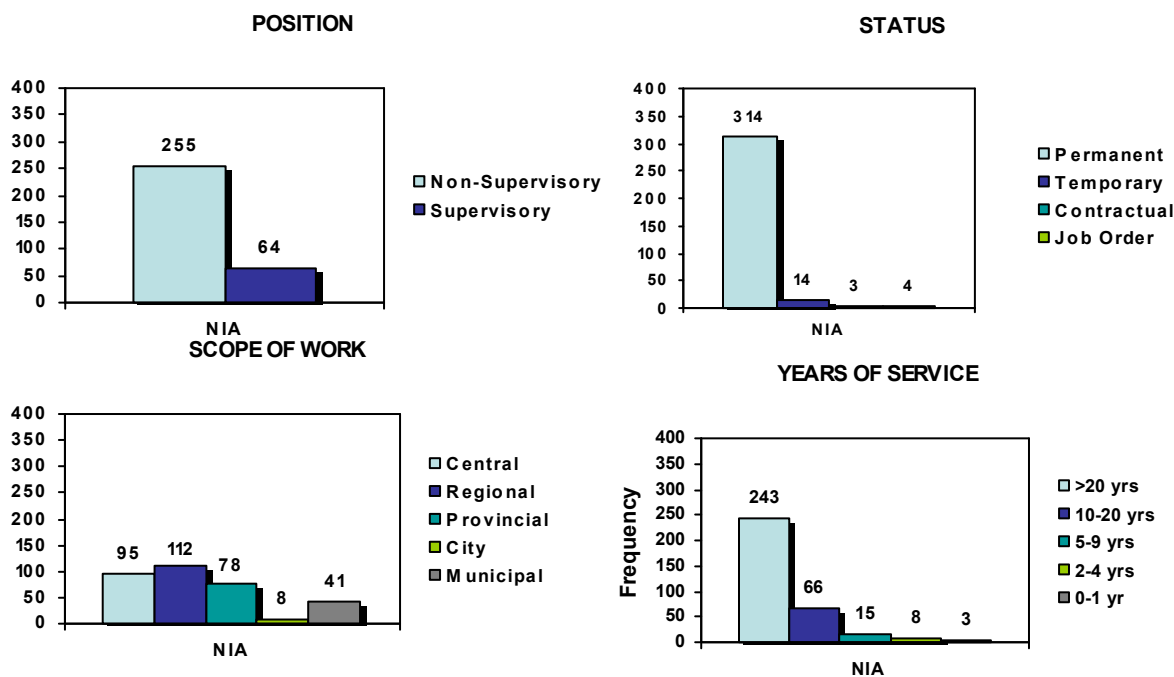 POSITION
400
350
300
250
200
150
100
50
0
255
64
NIA
Non-Supervisory
Supervisory
STATUS
400
350
300
250
200
150
100
50
0
314
14
3
4
NIA
Permanent
Temporary
Contractual
Job Order
SCOPE OF WORK
400
350
300
250
200
150
100
50
0
95
112
78
8
41
NIA
Central
Regional
Provincial
City
Municipal
YEARS OF SERVICE
Frequency
400
350
300
250
200
150
100
50
0
243
66
15
8
3
NIA
>20 yrs
10-20 yrs
5-9 yrs
2-4 yrs
0-1 yr